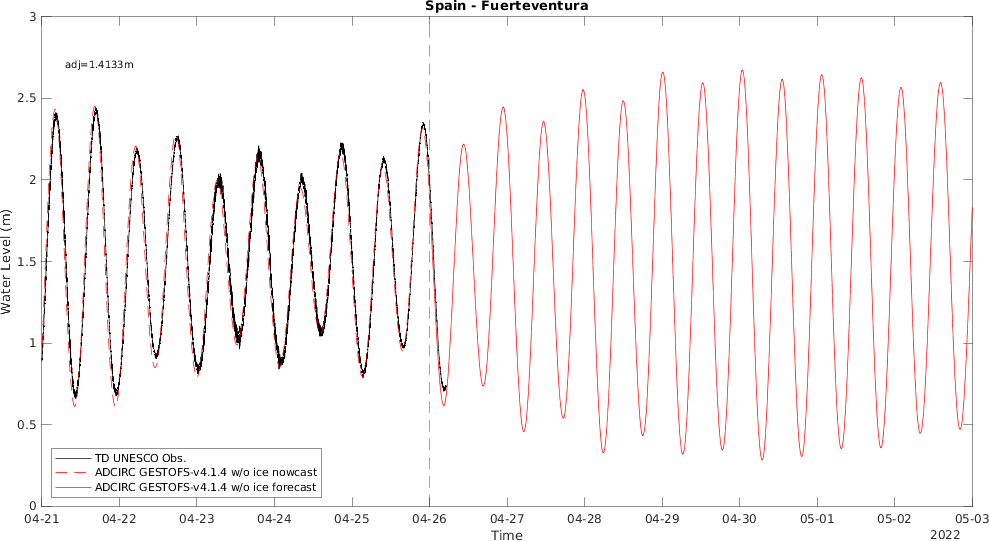 Spain - Fuerteventura
3
adj=1.4133m
2.5
2
Water Level (m)
1.5
1
0.5
TD UNESCO Obs.
ADCIRC GESTOFS-v4.1.4 w/o ice nowcast
ADCIRC GESTOFS-v4.1.4 w/o ice forecast
0
04-21 04-22 04-23 04-24 04-25 04-26 04-27 04-28 04-29 04-30 05-01 05-02 05-03
Time
2022